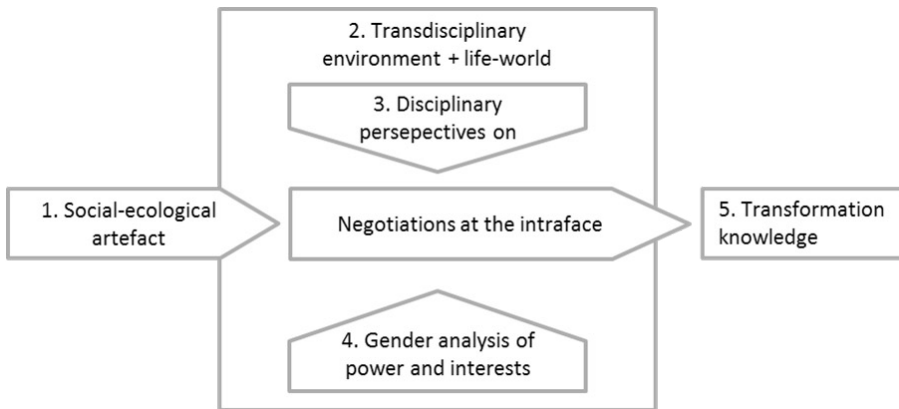 2. Transdisciplinary
environment + life-world
3. Disciplinary
persepectives on
1. Social-ecological
artefact
Negotiations at the intraface
5. Transformation
knowledge
4. Gender analysis of
power and interests